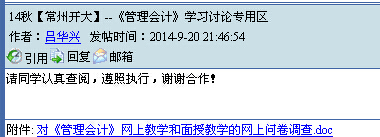 14秋【常州开大】--《管理会计》学习讨论专用区
作者：吕华兴 发帖时间：2014-9-20 21:46:54
引用 回复 邮箱
请同学认真查阅，遵照执行，谢谢合作！
附件: 对《管理会计》网上教学和面授教学的网上问卷调查.doc